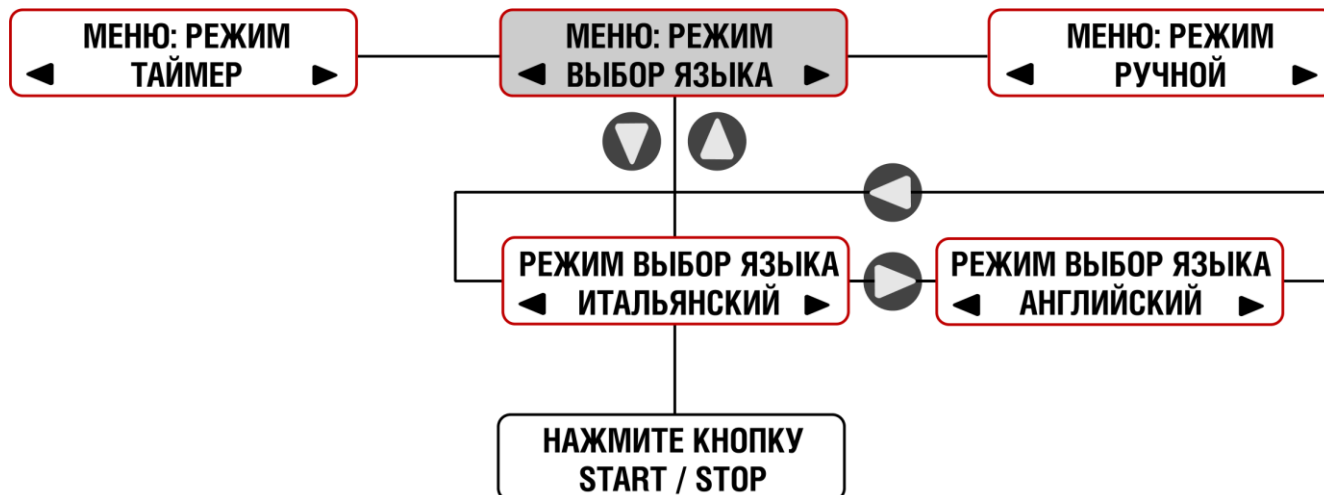 МЕНЮ: РЕЖИМ
ТАЙМЕР
МЕНЮ: РЕЖИМ
ВЫБОР ЯЗЫКА
МЕНЮ: РЕЖИМ
РУЧНОЙ
РЕЖИМ ВЫБОР ЯЗЫКА
ИТАЛЬЯНСКИЙ
РЕЖИМ ВЫБОР ЯЗЫКА
АНГЛИЙСКИЙ
НАЖМИТЕ КНОПКУ
START / STOP